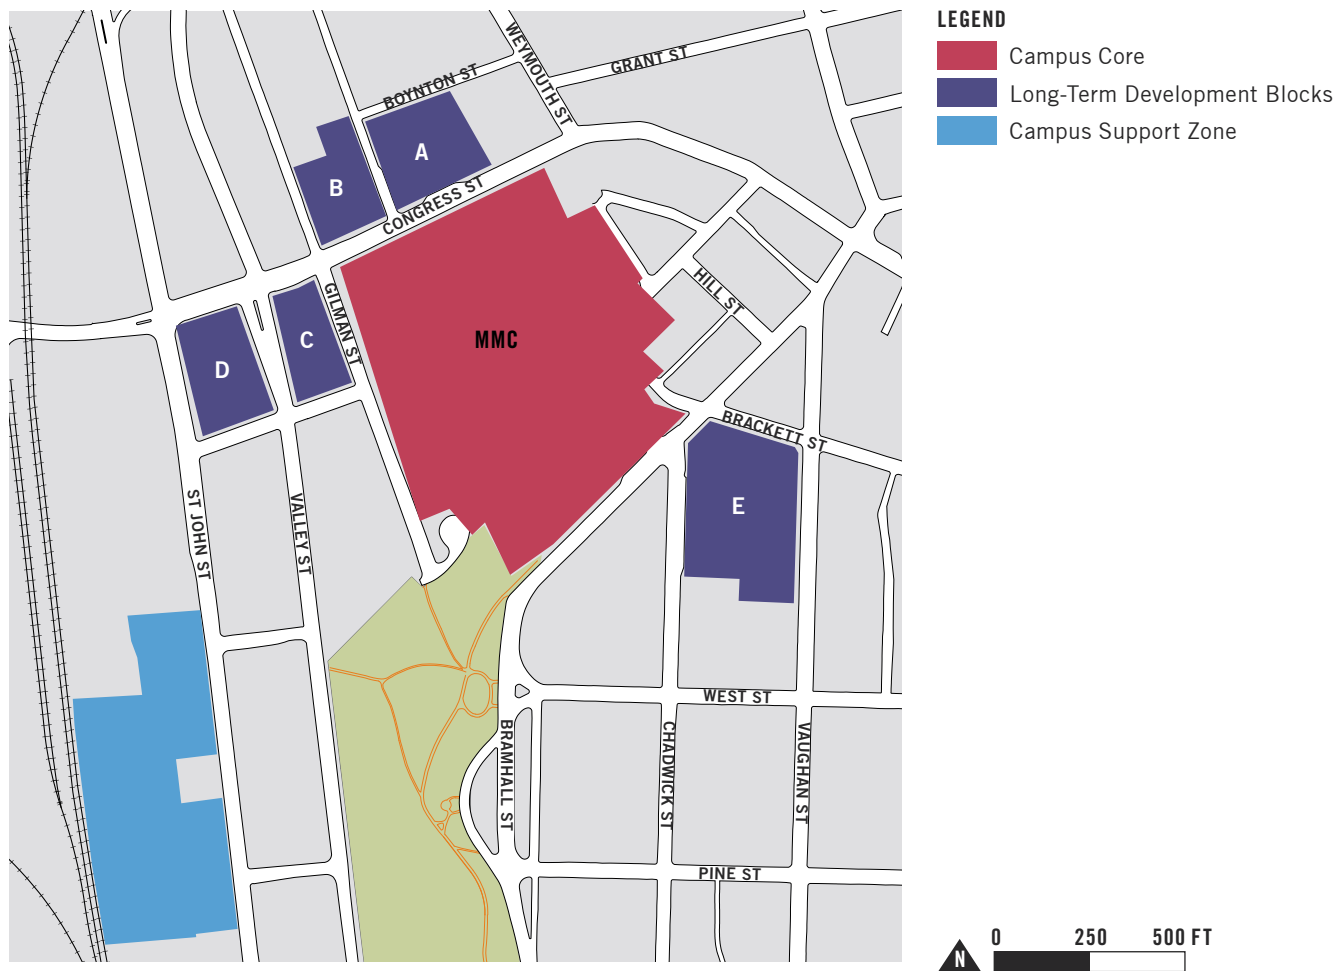 LEGEND
Campus Core
Long-Term Development Blocks
Campus Support Zone
WEYMOUTH ST
GRANT ST
BOYNTON ST
A
B
CONGRESS ST
HILL ST
GILMAN ST
MMC
C
D
BRACKETT ST
E
ST JOHN ST
VALLEY ST
WEST ST
BRAMHALL ST
CHADWICK ST
VAUGHAN ST
PINE ST
0 250 500 FT
N